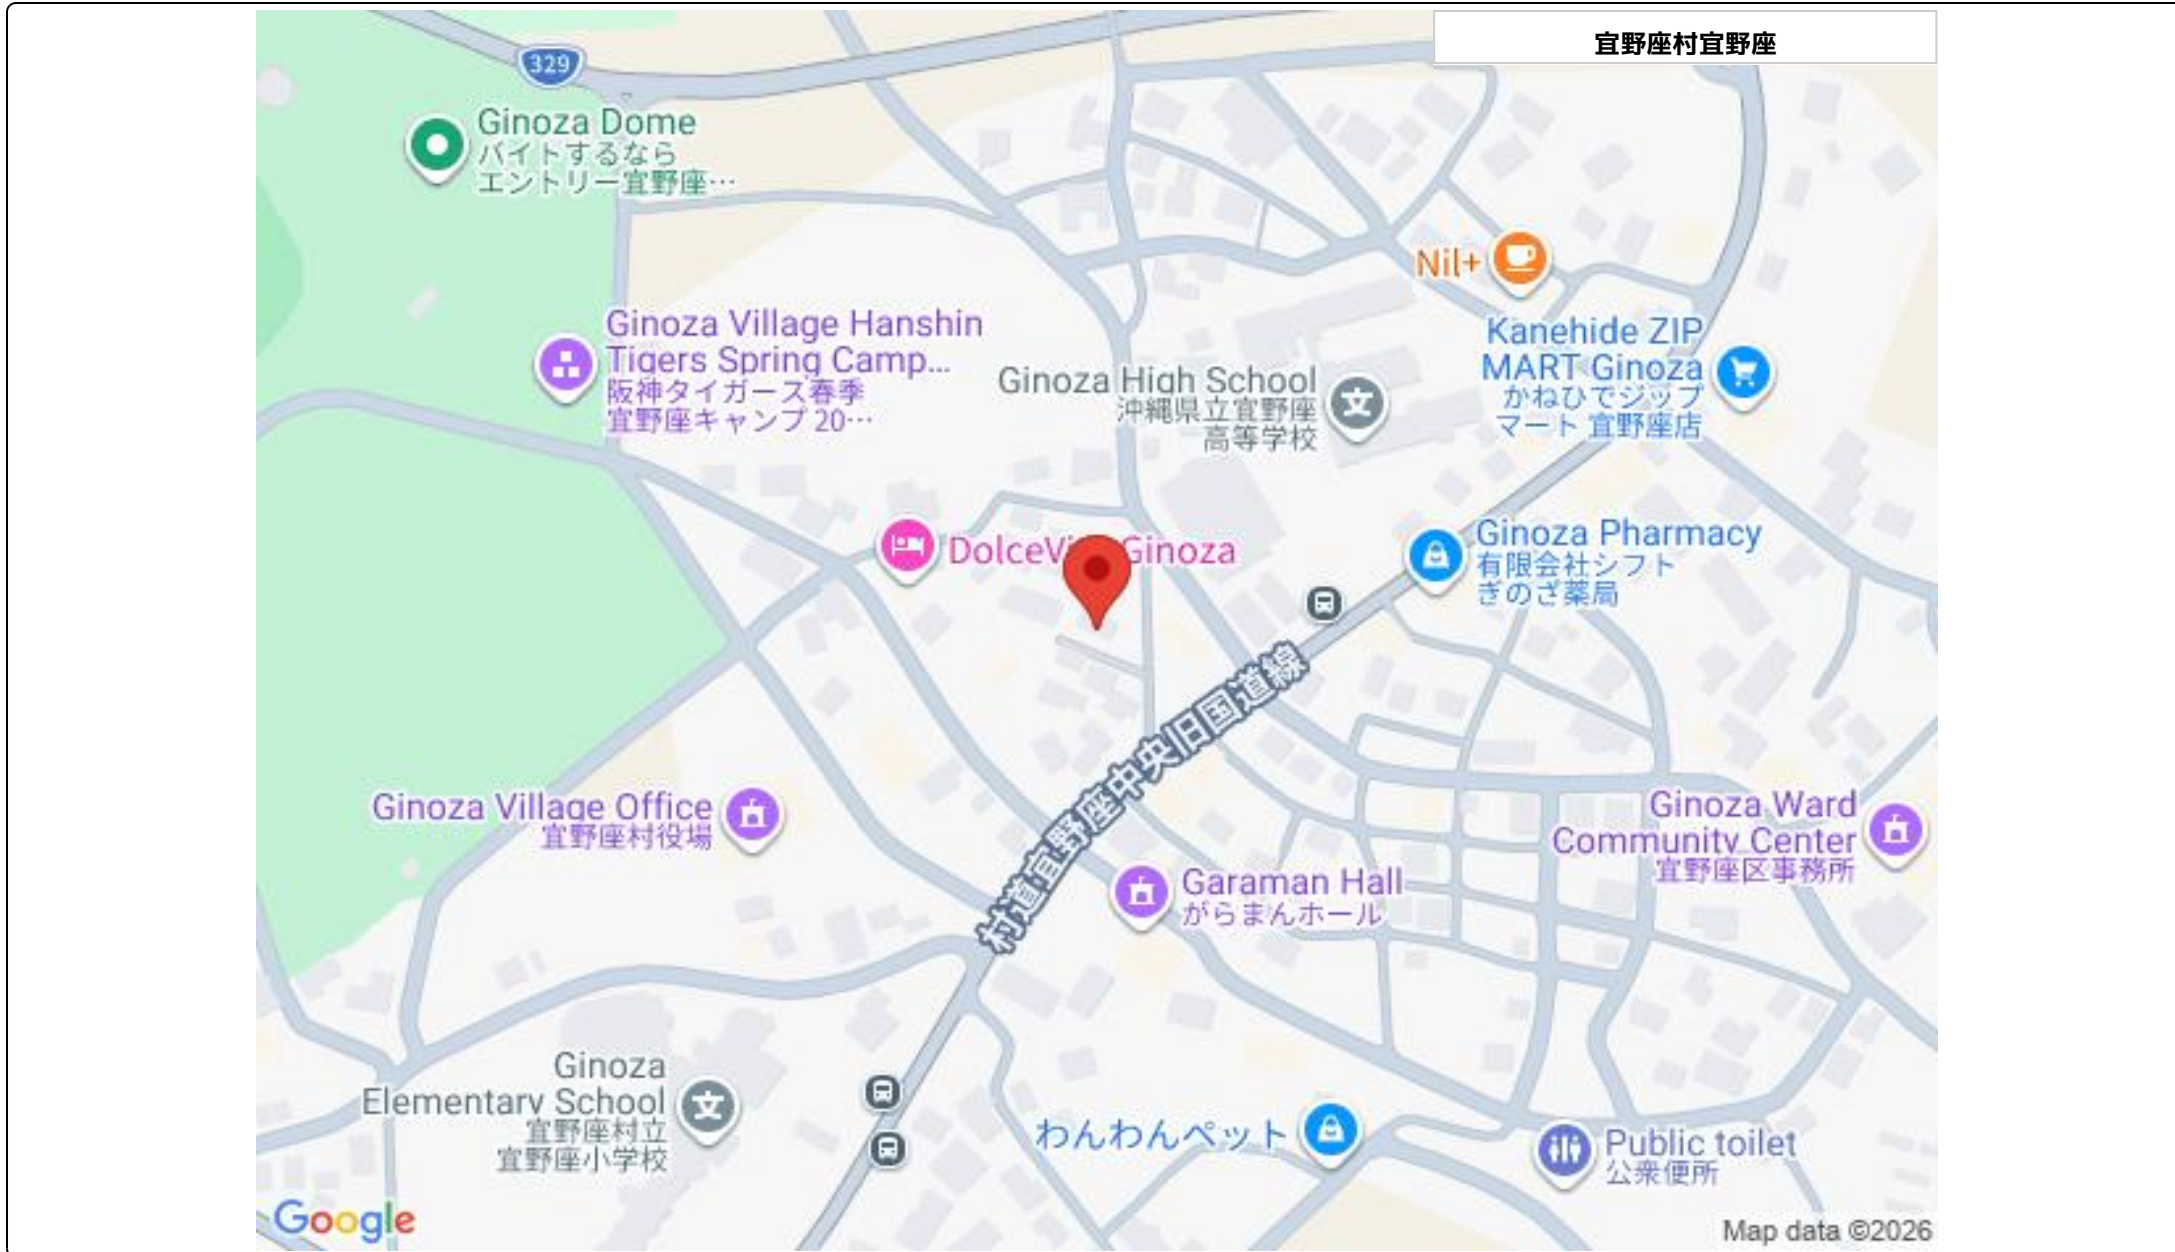 宜野座村宜野座
329
Ginoza Dome
バイトするなら
エントリー宜野座…
Nil+
Ginoza Village Hanshin
Tigers Spring Camp...
阪神タイガース春季
宜野座キャンプ 20…
Kanehide ZIP
MART Ginoza
かねひでジップ
マート 宜野座店
Ginoza High School
沖縄県立宜野座
高等学校
Ginoza
Ginoza Pharmacy
有限会社シフト
ぎのざ薬局
村道宜野座中央旧国道線
Ginoza Village Office
宜野座村役場
Ginoza Ward
Community Center
宜野座区事務所
Garaman Hall
がらまんホール
Ginoza
Elementary School
宜野座村立
宜野座小学校
わんわんペット
Public toilet
公衆便所
Google
Map data ©2026